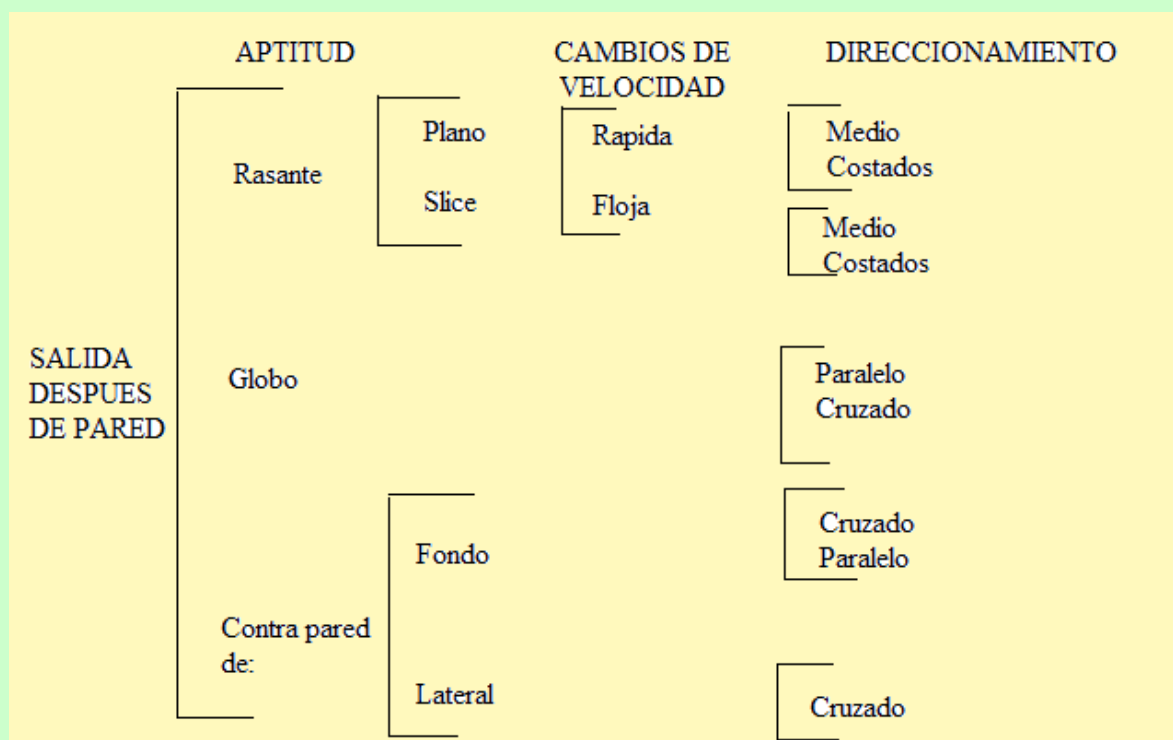 APTITUD
CAMBIOS DE
VELOCIDAD
DIRECCIONAMIENTO
SALIDA
DESPUES
DE PARED
Rasante
Plano
Slice
Rapida
Floja
Medio
Costados
Medio
Costados
Globo
Paralelo
Cruzado
Contra pared
de:
Fondo
Cruzado
Paralelo
Lateral
Cruzado